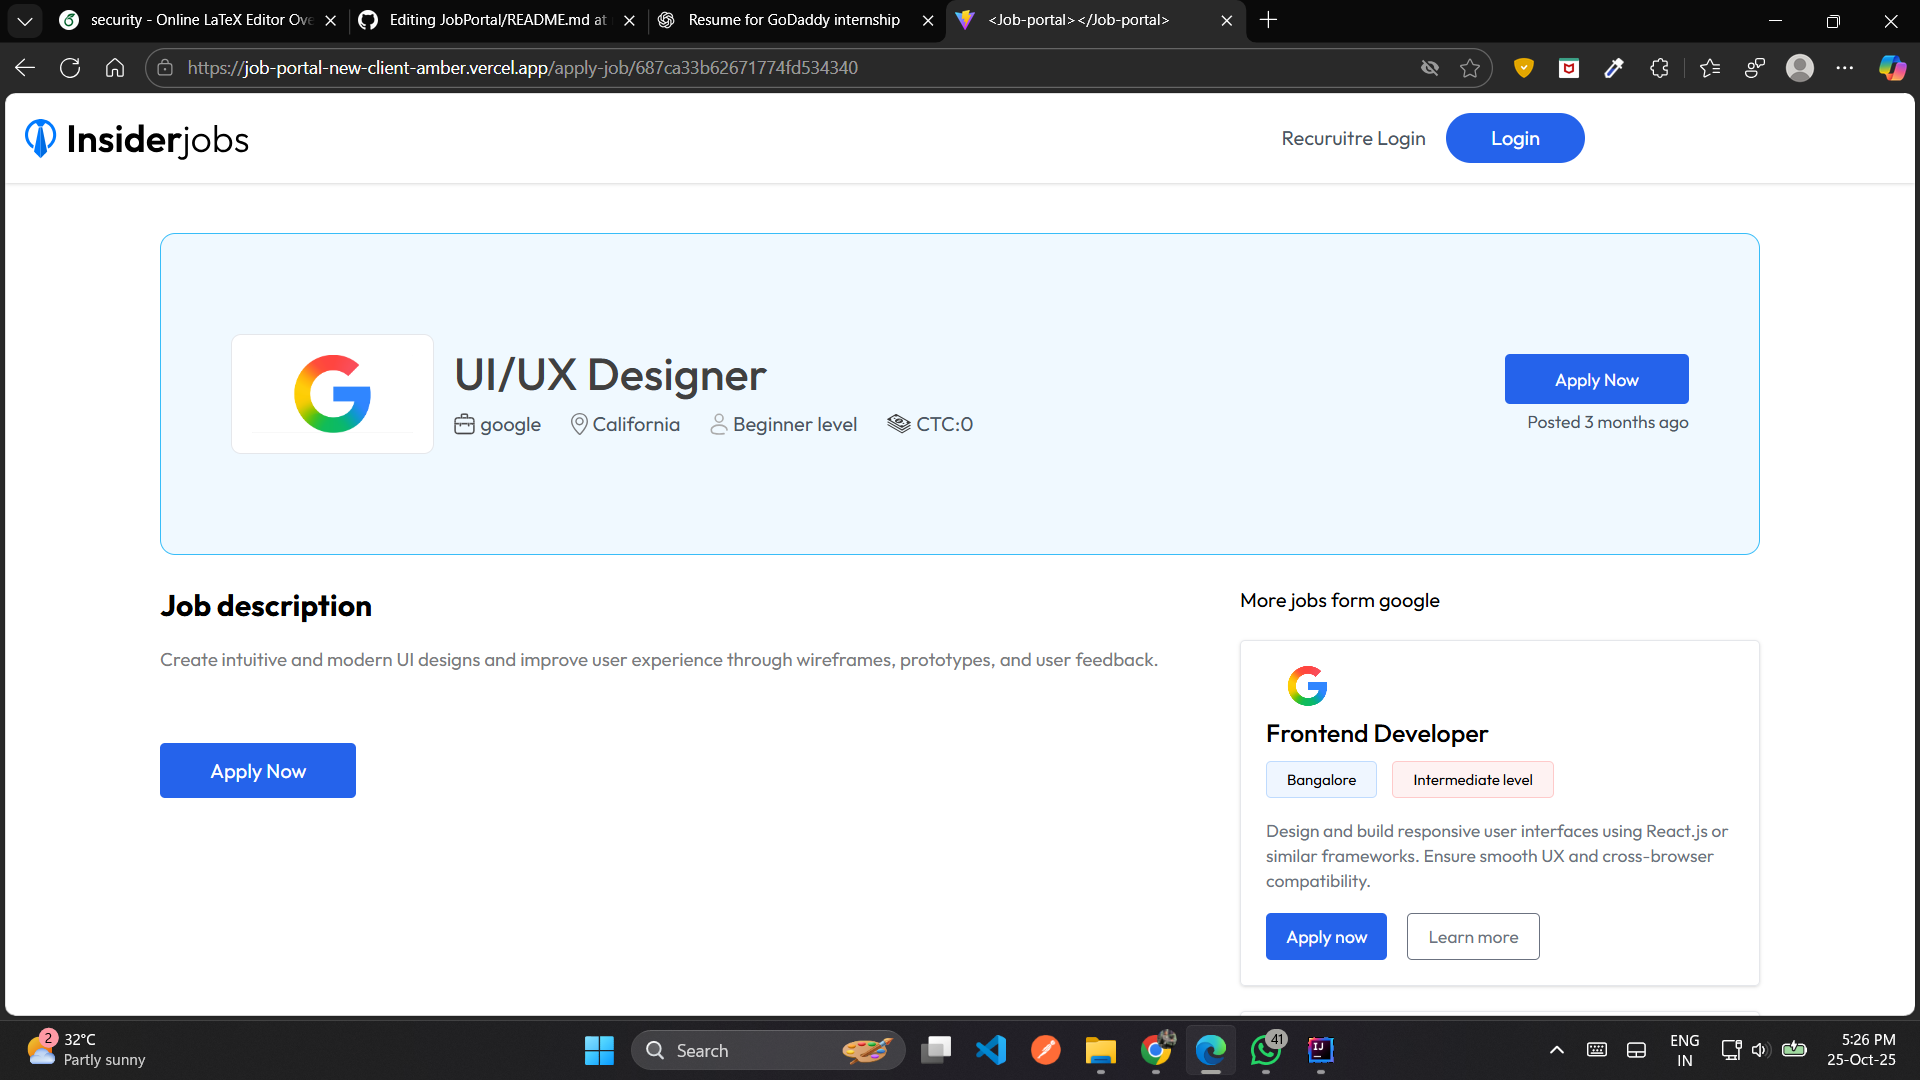 security - Online LaTeX Editor Ove
Editing JobPortal/README.md at
Resume for GoDaddy internship
<Job-portal></Job-portal>
https://job-portal-new-client-amber.vercel.app/apply-job/687ca33b62671774fd534340
Insiderjobs
Recuruitre Login
Login
UI/UX Designer
google
California
Beginner level
CTC:0
Apply Now
Posted 3 months ago
Job description
Create intuitive and modern UI designs and improve user experience through wireframes, prototypes, and user feedback.
Apply Now
More jobs form google
Frontend Developer
Bangalore
Intermediate level
Design and build responsive user interfaces using React.js or
similar frameworks. Ensure smooth UX and cross-browser
compatibility.
Apply now
Learn more
2
32°C
Partly sunny
Search
41
IJ
ENG
IN
5:26 PM
25-Oct-25